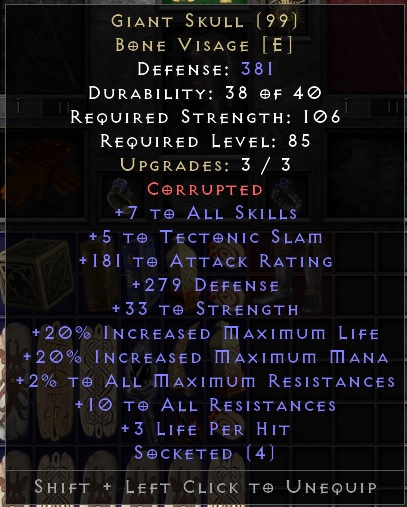 Giant Skull (99)
Bone Visage [E]
Defense: 381
Durability: 38 of 40
Required Strength: 106
Required Level: 85
Upgrades: 3 / 3
Corrupted
+7 to All Skills
+5 to Tectonic Slam
+181 to Attack Rating
+279 Defense
+33 to Strength
+20% Increased Maximum Life
+20% Increased Maximum Mana
+2% to All Maximum Resistances
+10 to All Resistances
+3 Life Per Hit
Socketed (4)
Shift + Left Click to Unequip